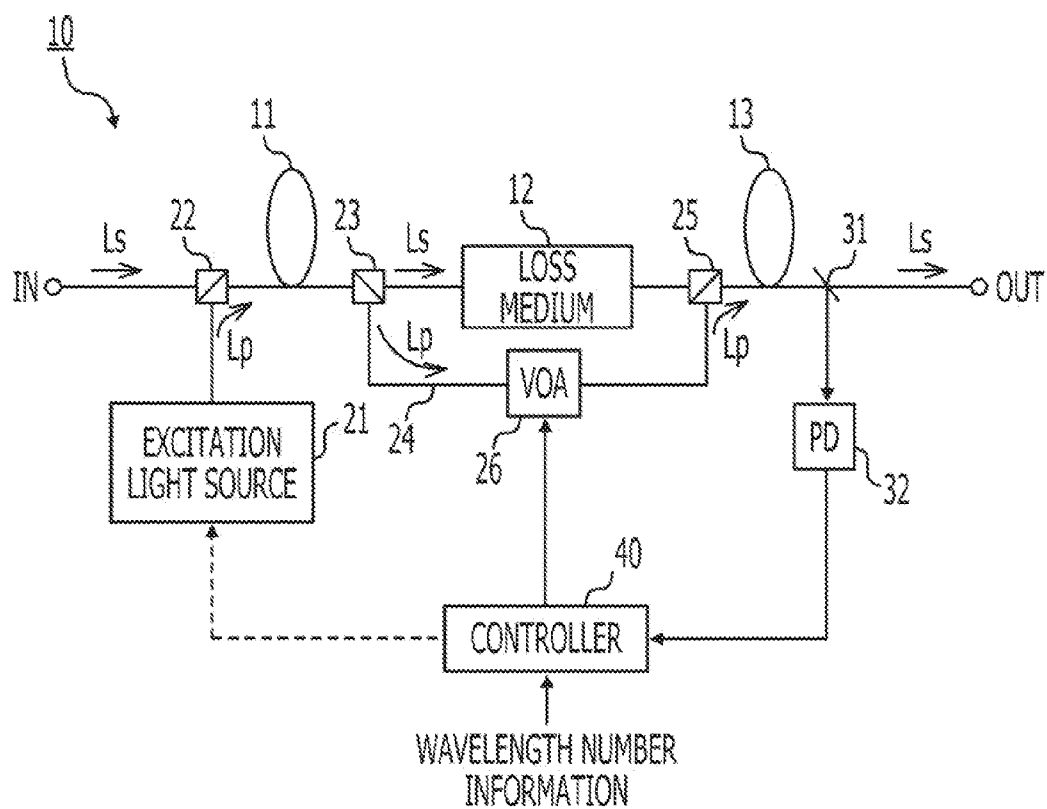 10
11
13
Ls
22
23
Ls
12
25
31
Ls
IN
LOSS
MEDIUM
OUT
Lp
Lp
Lp
VOA
24
26
21
EXCITATION
LIGHT SOURCE
PD
32
40
CONTROLLER
WAVELENGTH NUMBER
INFORMATION